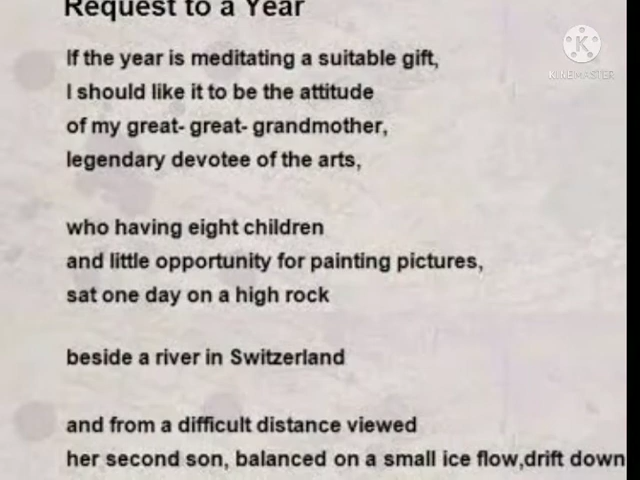 Request to a Year
If the year is meditating a suitable gift,
I should like it to be the attitude
of my great- great- grandmother,
legendary devotee of the arts,
who having eight children
and little opportunity for painting pictures,
sat one day on a high rock
beside a river in Switzerland
and from a difficult distance viewed
her second son, balanced on a small ice flow,drift down
KINEMASTER